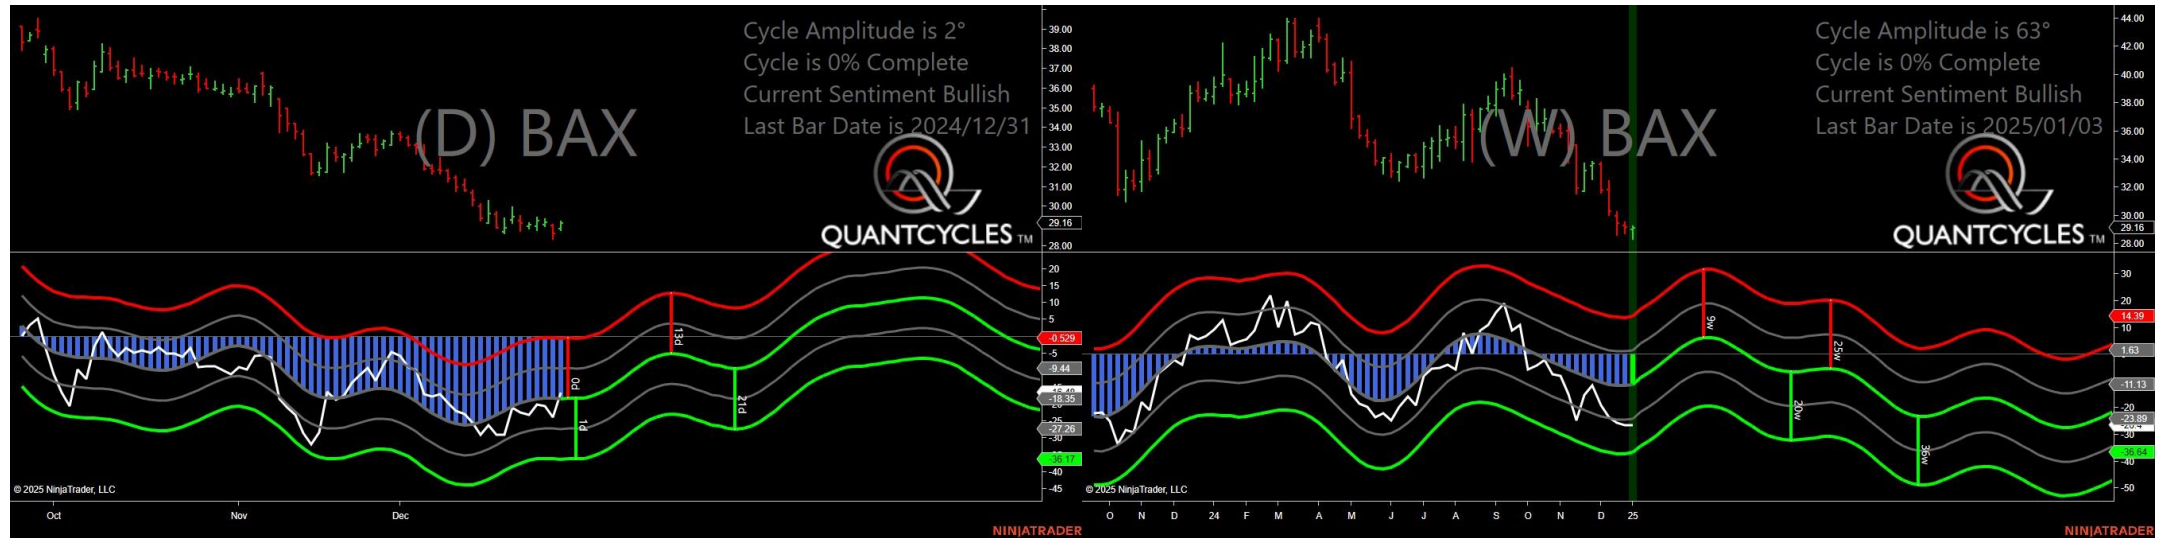 Cycle Amplitude is 2°
Cycle is 0% Complete
Current Sentiment Bullish
Last Bar Date is 2024/12/31
(D) BAX
QUANTCYCLES TM
39.00
38.00
37.00
36.00
35.00
34.00
33.00
32.00
31.00
30.00
29.16
28.00
20
15
10
5
-0.529
-5
-9.44
-18.35
-27.26
-30
-36.17
-40
-45
0d
1d
13d
21d
© 2025 NinjaTrader, LLC
Oct
Nov
Dec
NINJATRADER
Cycle Amplitude is 63°
Cycle is 0% Complete
Current Sentiment Bullish
Last Bar Date is 2025/01/03
(W) BAX
QUANTCYCLES TM
44.00
42.00
40.00
38.00
36.00
34.00
32.00
30.00
29.16
28.00
30
20
14.39
10
1.63
-11.13
-20
-23.89
-30
-36.64
-40
-50
9w
25w
20w
36w
© 2025 NinjaTrader, LLC
O N D 24 F M A M J J A S O N D 25
NINJATRADER